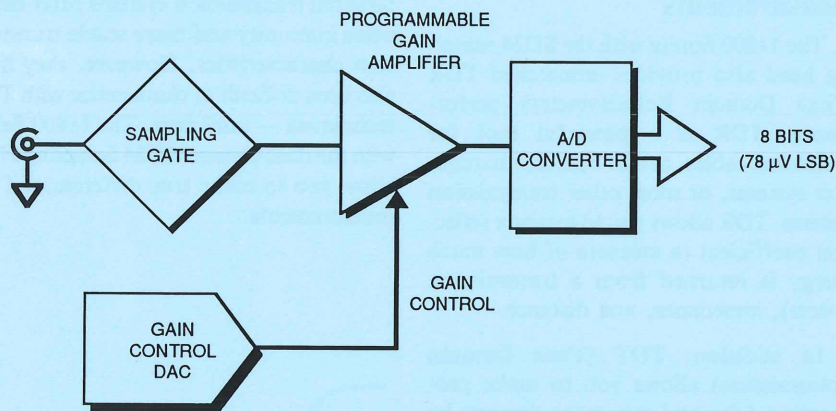 PROGRAMMABLE
GAIN
AMPLIFIER
SAMPLING
GATE
A/D
CONVERTER
8 BITS
(78 µV LSB)
GAIN
CONTROL
GAIN
CONTROL
DAC